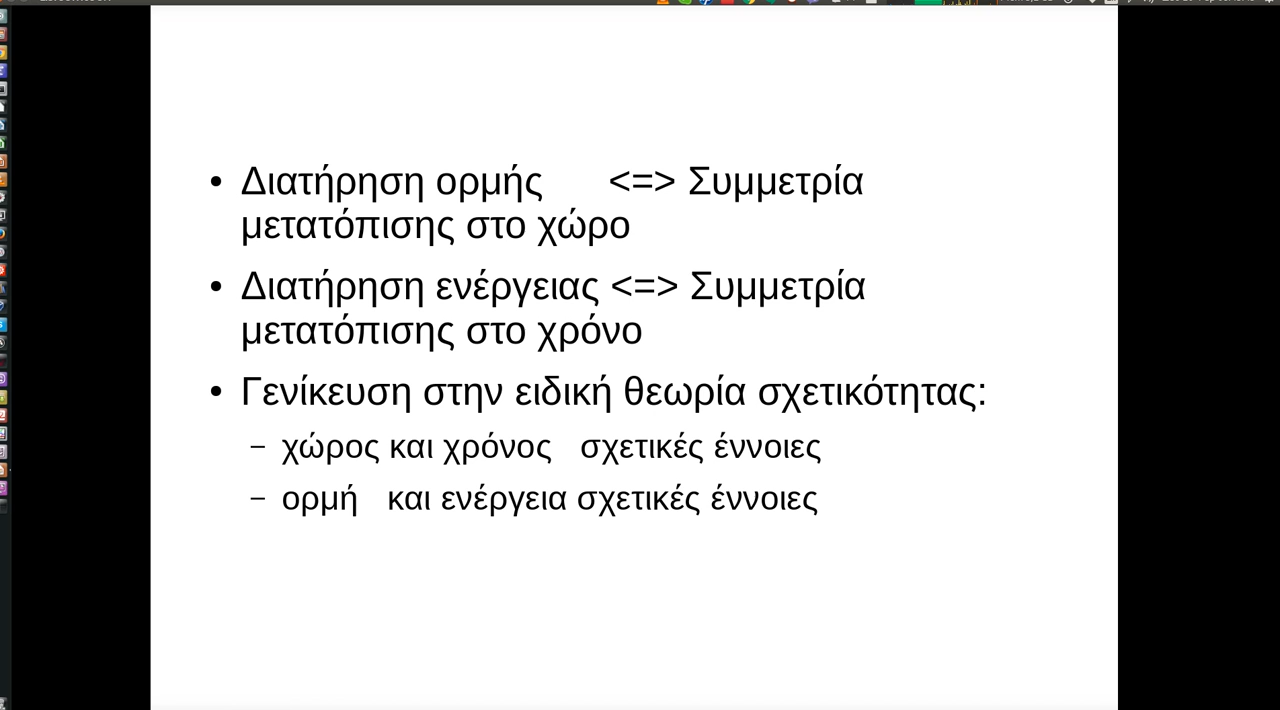 • Διατήρηση ορμής <=> Συμμετρία
μετατόπισης στο χώρο
• Διατήρηση ενέργειας <=> Συμμετρία
μετατόπισης στο χρόνο
• Γενίκευση στην ειδική θεωρία σχετικότητας:
– χώρος και χρόνος σχετικές έννοιες
– ορμή και ενέργεια σχετικές έννοιες